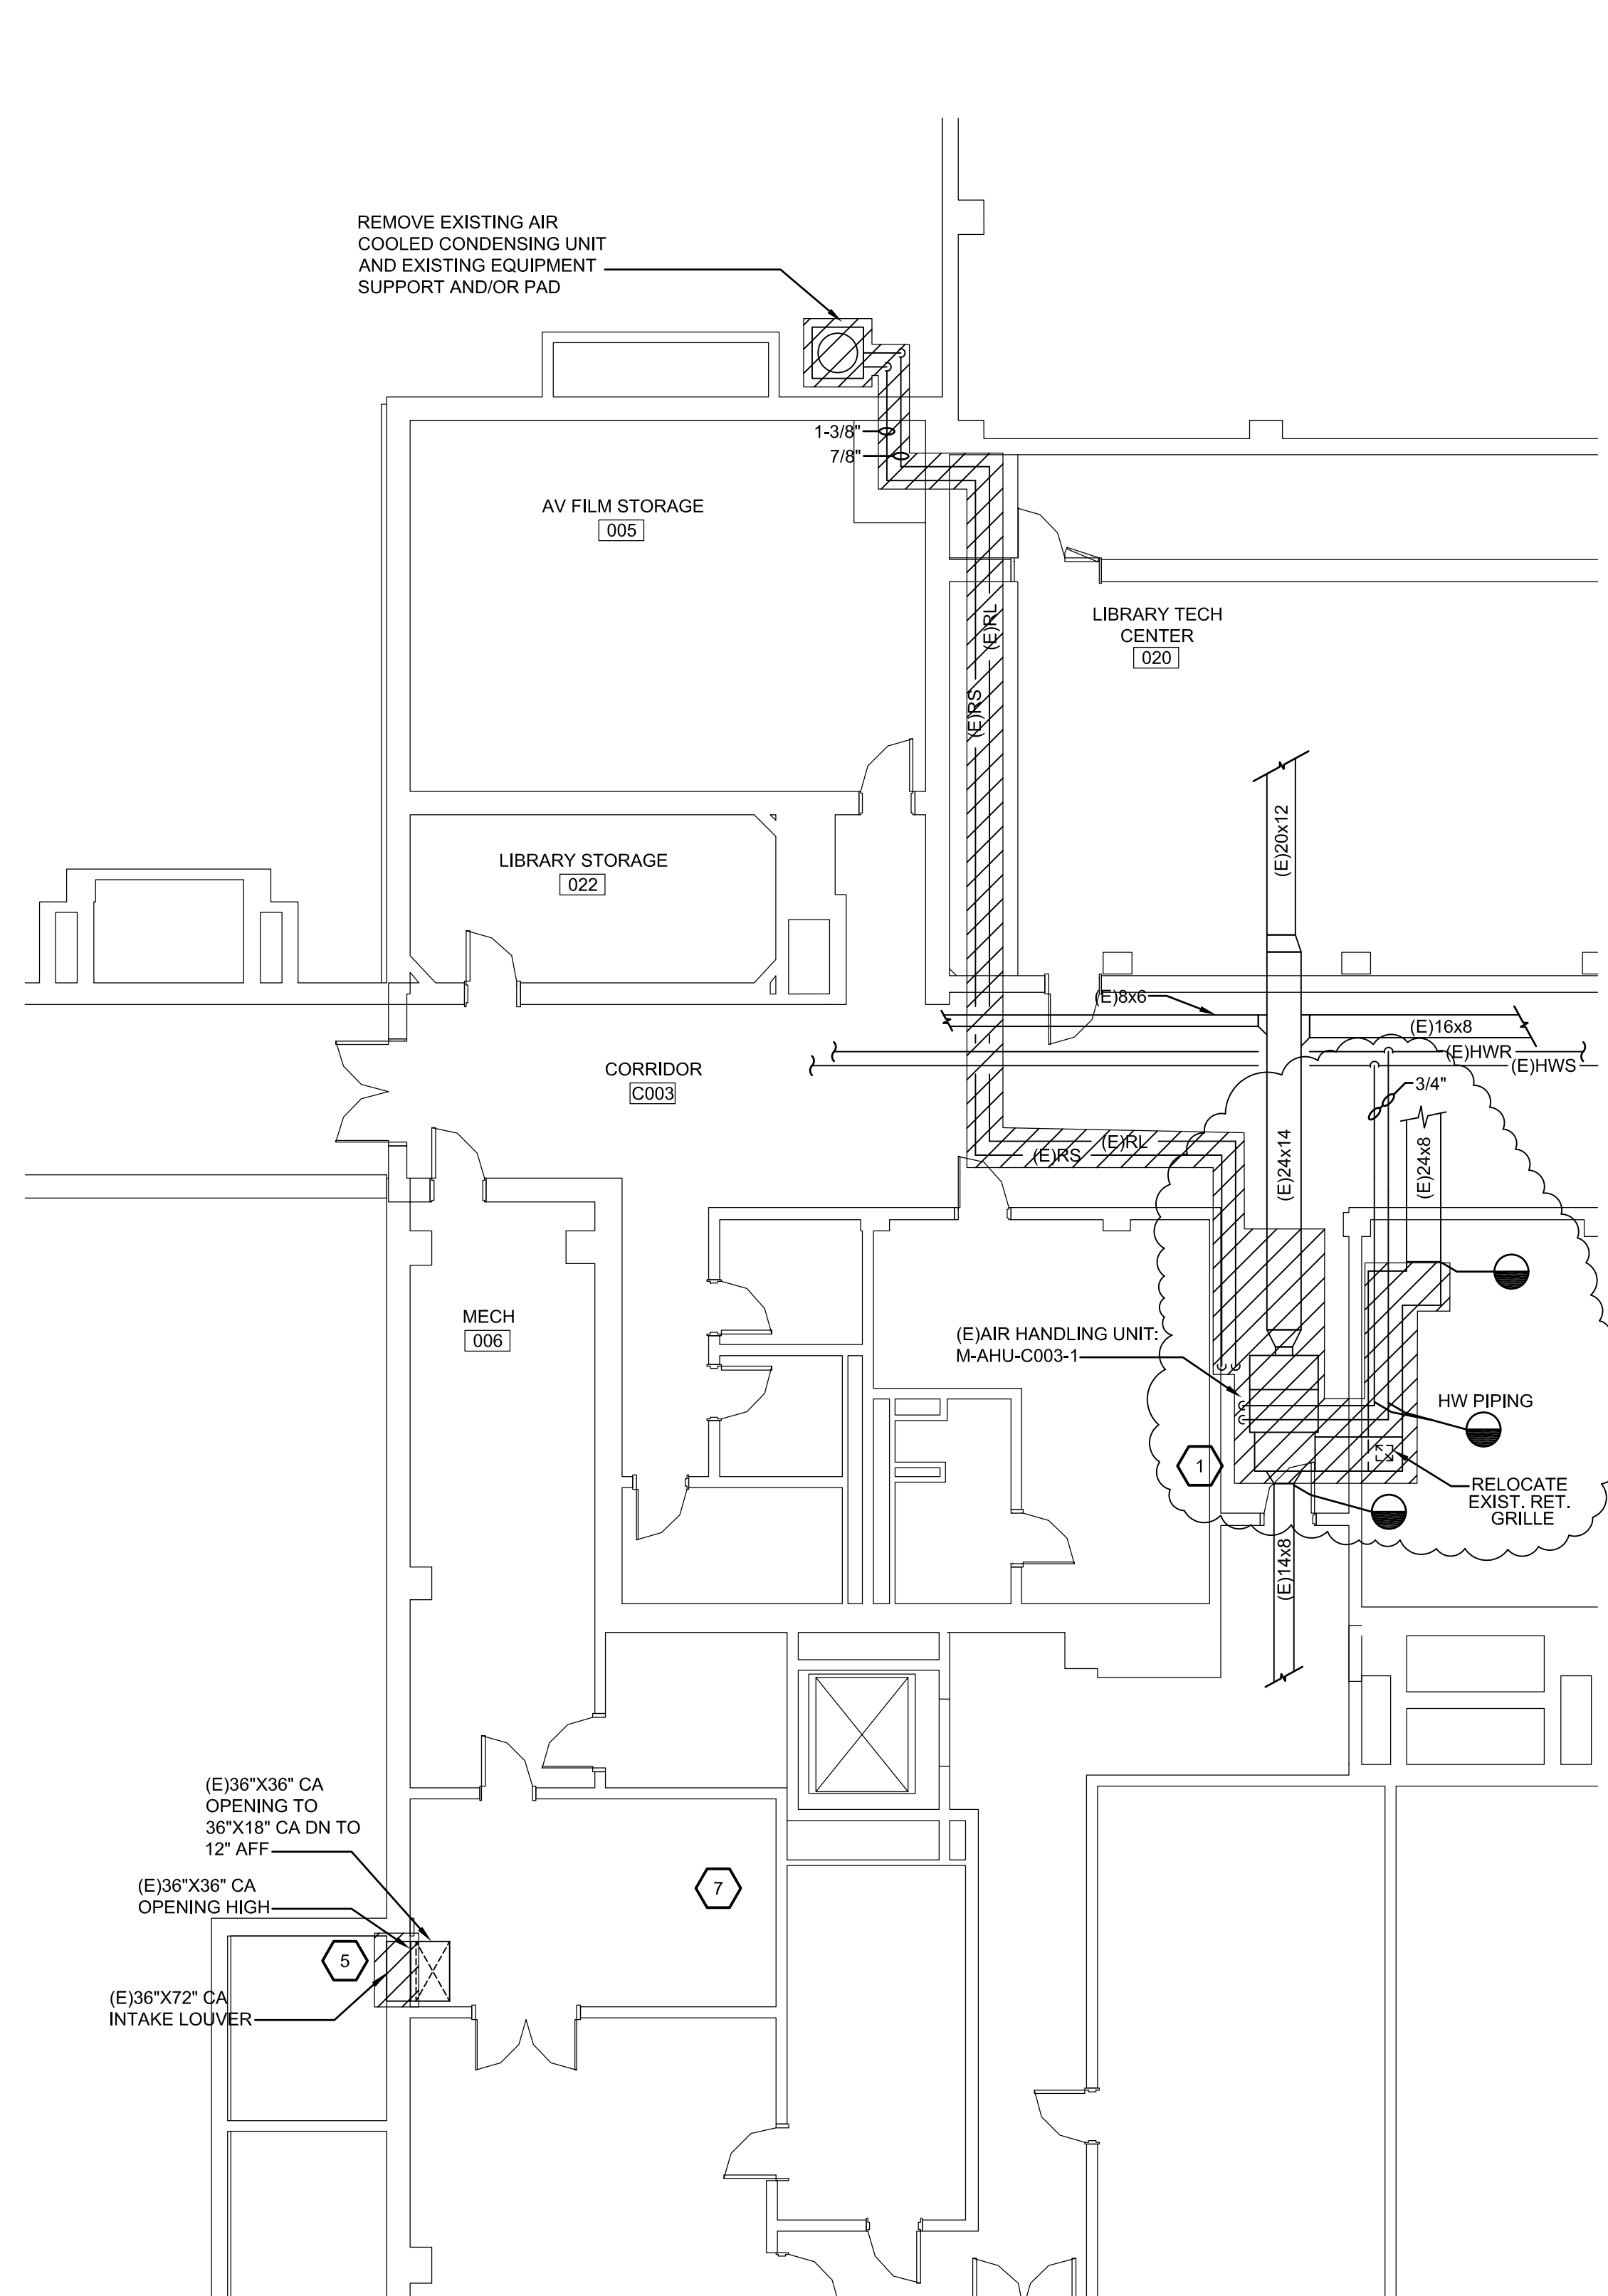 REMOVE EXISTING AIR
COOLED CONDENSING UNIT
AND EXISTING EQUIPMENT
SUPPORT AND/OR PAD
1-3/8"
7/8"
AV FILM STORAGE
005
(E)RL
LIBRARY TECH
CENTER
020
(E)RS
(E)20x12
LIBRARY STORAGE
022
(E)8x6
(E)16x8
(E)HWR
(E)HWS
CORRIDOR
C003
3/4"
(E)RL
(E)RS
(E)24x14
(E)24x8
MECH
006
(E)AIR HANDLING UNIT:
M-AHU-C003-1
HW PIPING
1
RELOCATE
EXIST. RET.
GRILLE
(E)14x8
(E)36"X36" CA
OPENING TO
36"X18" CA DN TO
12" AFF
(E)36"X36" CA
OPENING HIGH
7
5
(E)36"X72" CA
INTAKE LOUVER